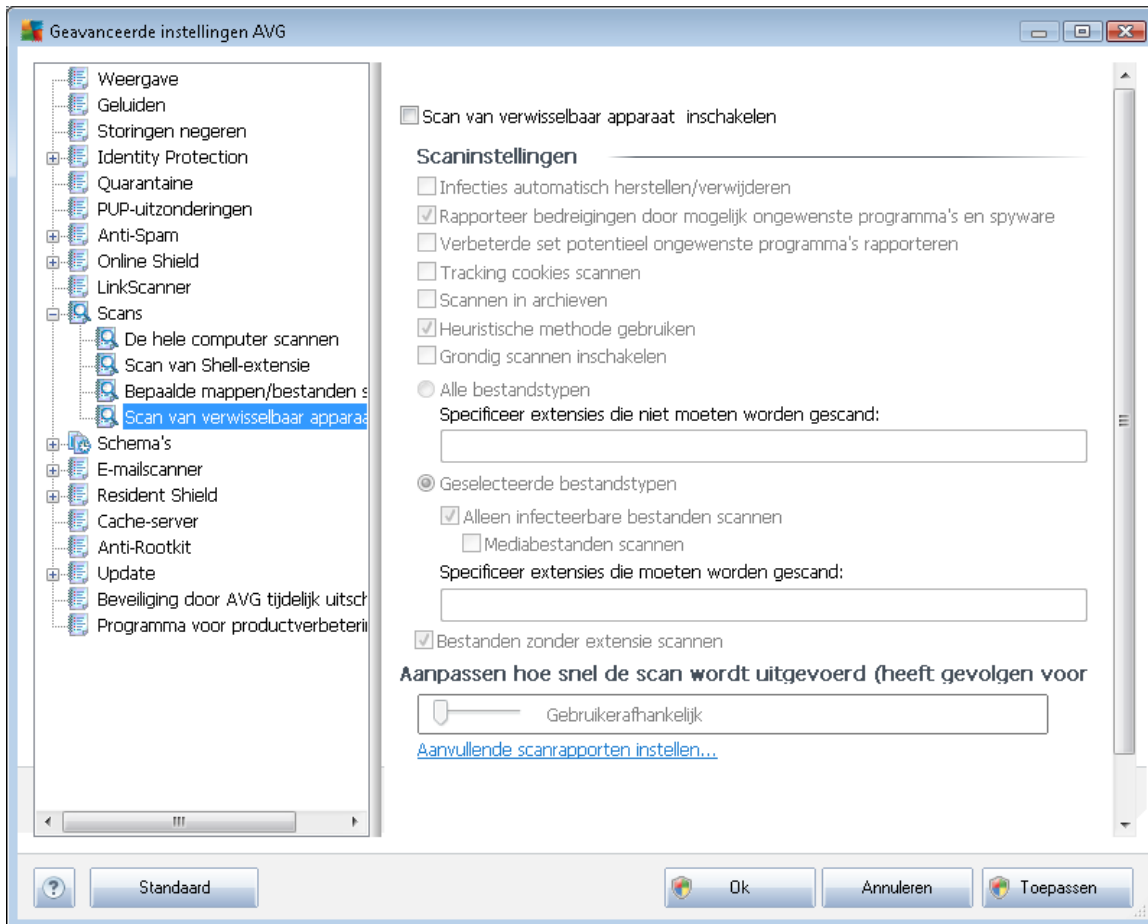 Geavanceerde instellingen AVG
Weergave
Geluiden
Storingen negeren
Identity Protection
Quarantaine
PUP-uitzonderingen
Anti-Spam
Online Shield
LinkScanner
Scans
De hele computer scannen
Scan van Shell-extensie
Bepaalde mappen/bestanden s
Scan van verwisselbaar apparaa
Schema's
E-mailscanner
Resident Shield
Cache-server
Anti-Rootkit
Update
Beveiliging door AVG tijdelijk uitsch
Programma voor productverbeterin
Scan van verwisselbaar apparaat inschakelen
Scaninstellingen
Infecties automatisch herstellen/verwijderen
Rapporteer bedreigingen door mogelijk ongewenste programma's en spyware
Verbeterde set potentieel ongewenste programma's rapporteren
Tracking cookies scannen
Scannen in archieven
Heuristische methode gebruiken
Grondig scannen inschakelen
Alle bestandstypen
Specificeer extensies die niet moeten worden gescand:
Geselecteerde bestandstypen
Alleen infecteerbare bestanden scannen
Mediabestanden scannen
Specificeer extensies die moeten worden gescand:
Bestanden zonder extensie scannen
Aanpassen hoe snel de scan wordt uitgevoerd (heeft gevolgen voor
Gebruikerafhankelijk
Aanvullende scanrapporten instellen...
?
Standaard
Ok
Annuleren
Toepassen